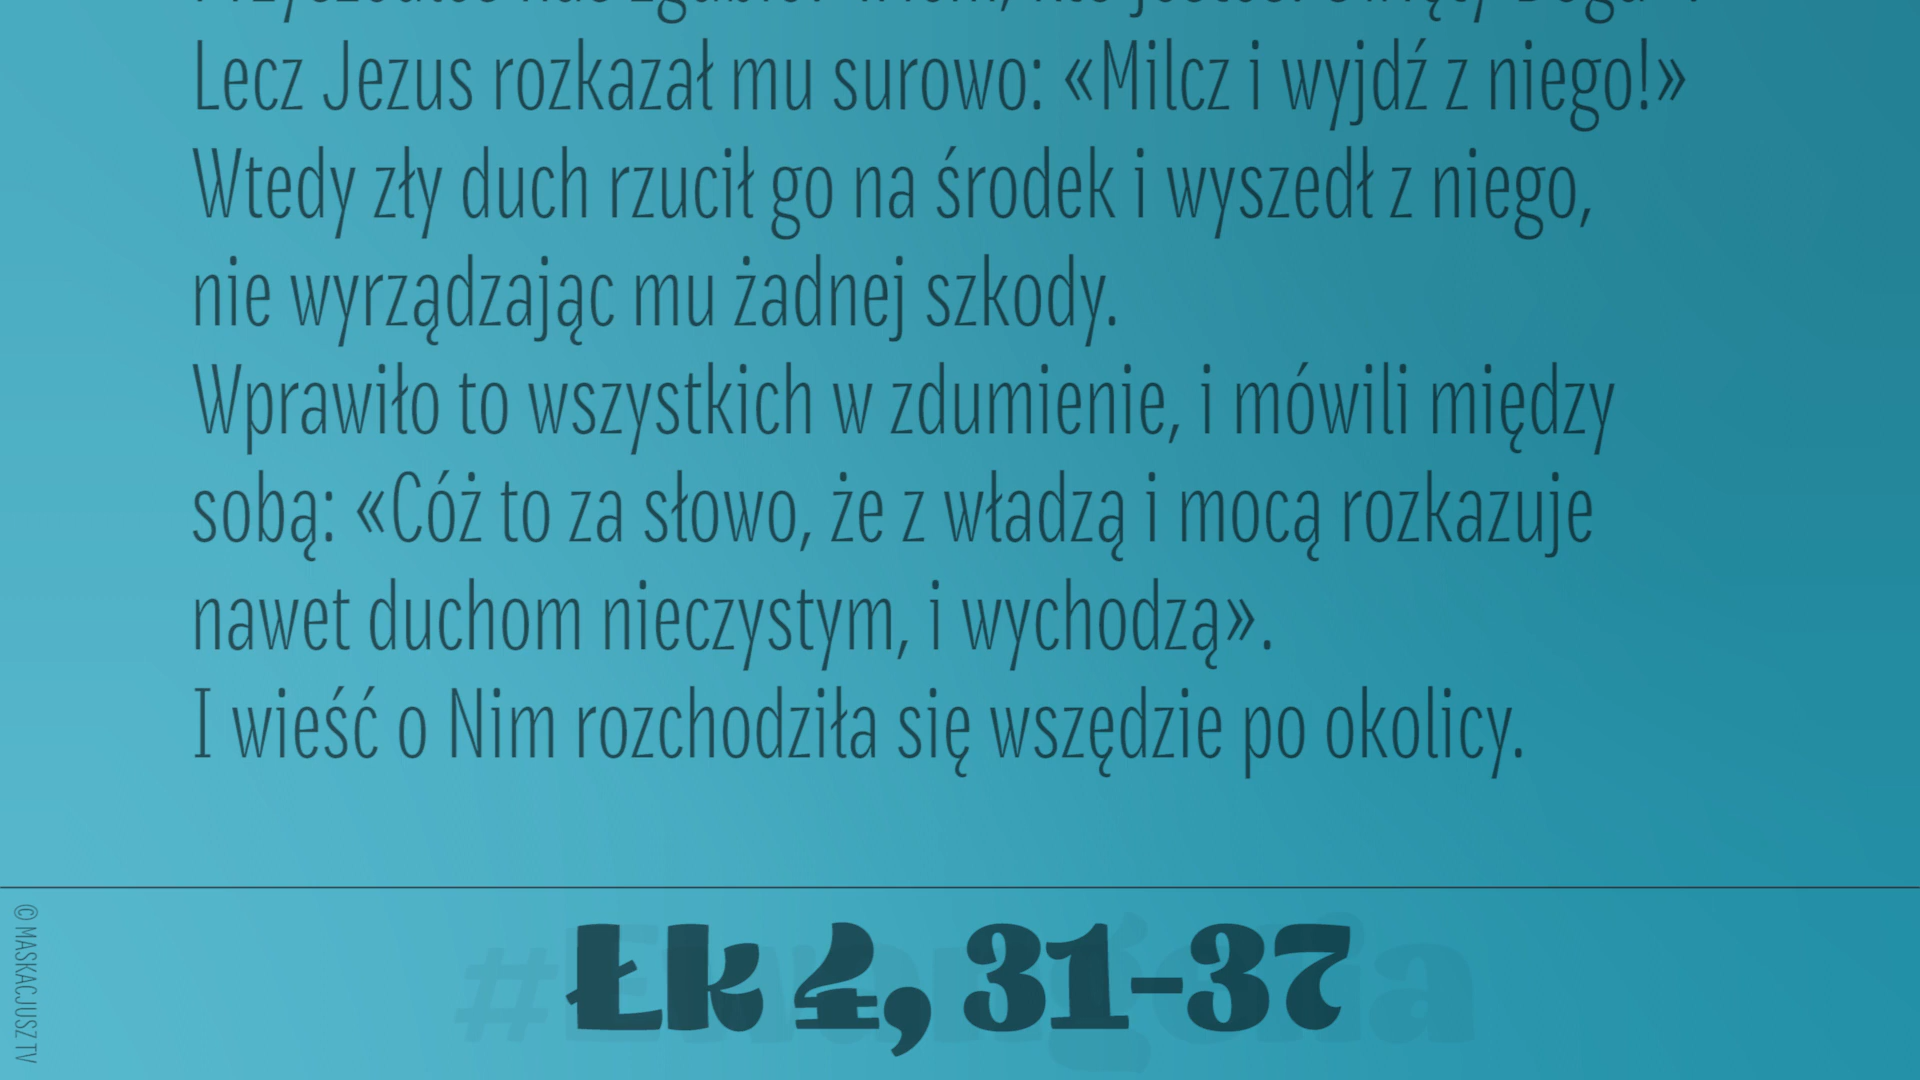 Lecz Jezus rozkazał mu surowo: «Milcz i wyjdź z niego!»
Wtedy zły duch rzucił go na środek i wyszedł z niego,
nie wyrządzając mu żadnej szkody.
Wprawiło to wszystkich w zdumienie, i mówili między
sobą: «Cóż to za słowo, że z władzą i mocą rozkazuje
nawet duchom nieczystym, i wychodzą».
I wieść o Nim rozchodziła się wszędzie po okolicy.
Łk 4, 31-37
#Ewangelia
© MASKACJUSZ TV